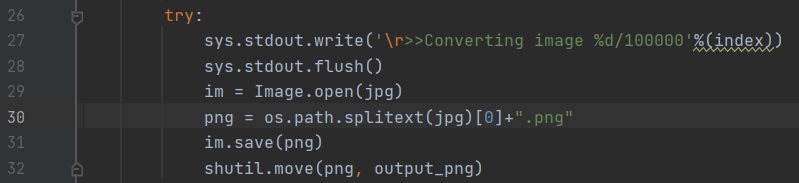 26 try:
27 sys.stdout.write('\r>>Converting image %d/100000'%(index))
28 sys.stdout.flush()
29 im = Image.open(jpg)
30 png = os.path.splitext(jpg)[0]+".png"
31 im.save(png)
32 shutil.move(png, output_png)